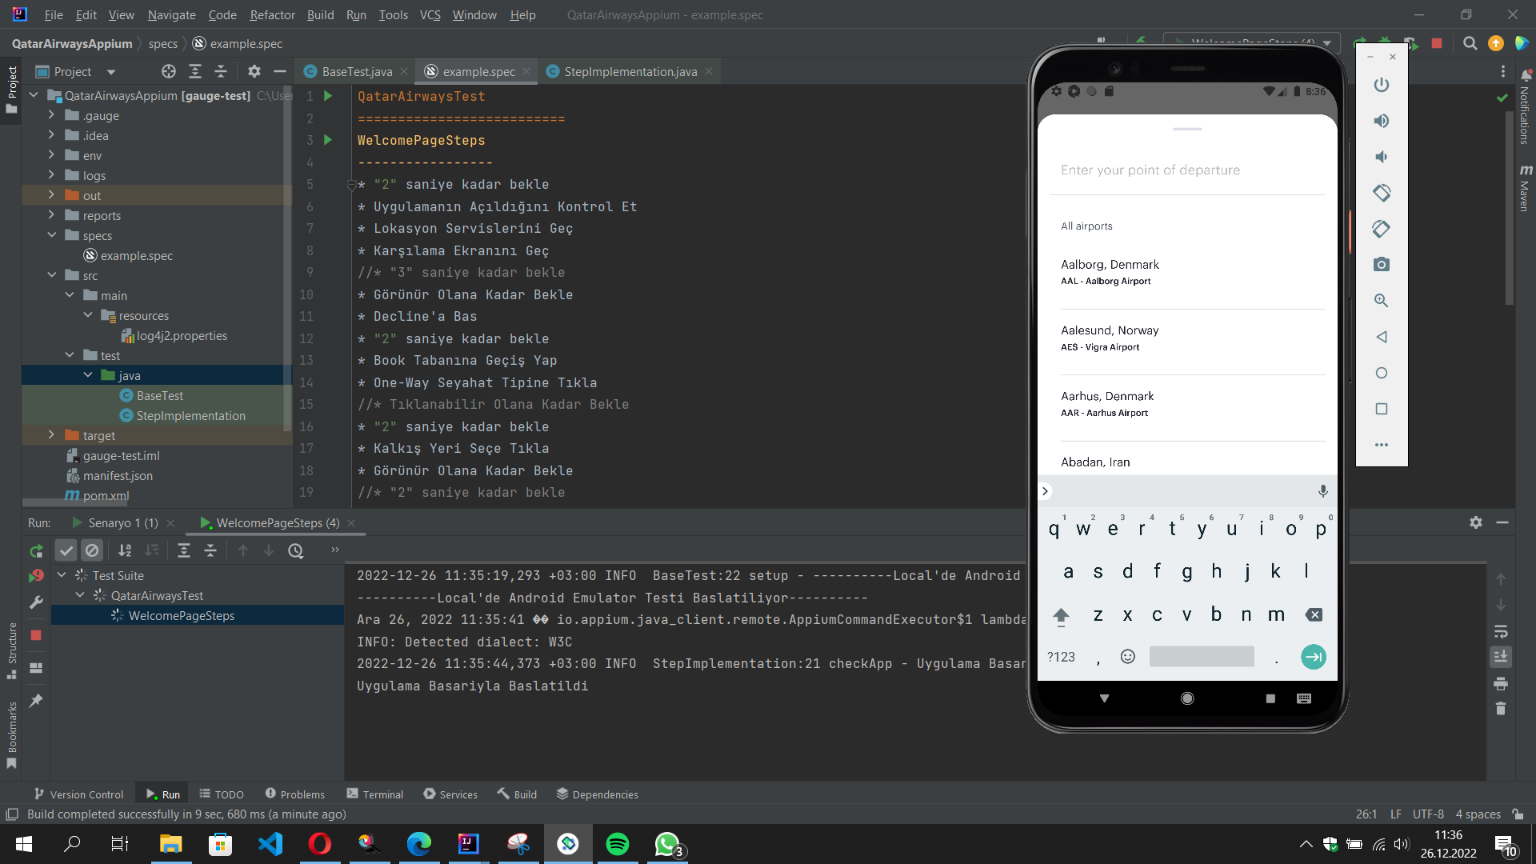 File Edit View Navigate Code Refactor Build Run Tools VCS Window Help QatarAirwaysAppium - example.spec
QatarAirwaysAppium specs example.spec
Project
BaseTest.java example.spec StepImplementation.java
Project
Structure
Bookmarks
QatarAirwaysAppium [gauge-test] C:\Use
.gauge
.idea
env
logs
out
reports
specs
example.spec
src
main
resources
log4j2.properties
test
java
BaseTest
StepImplementation
target
gauge-test.iml
manifest.json
pom.xml
1 QatarAirwaysTest
2 ==========================
3 WelcomePageSteps
4 -----------------
5 * "2" saniye kadar bekle
6 * Uygulamanın Açıldığını Kontrol Et
7 * Lokasyon Servislerini Geç
8 * Karşılama Ekranını Geç
9 //* "3" saniye kadar bekle
10 * Görünür Olana Kadar Bekle
11 * Decline'a Bas
12 * "2" saniye kadar bekle
13 * Book Tabanına Geçiş Yap
14 * One-Way Seyahat Tipine Tıkla
15 //* Tıklanabilir Olana Kadar Bekle
16 * "2" saniye kadar bekle
17 * Kalkış Yeri Seçe Tıkla
18 * Görünür Olana Kadar Bekle
19 //* "2" saniye kadar bekle
Notifications
Maven
8:36
Enter your point of departure
All airports
Aalborg, Denmark
AAL - Aalborg Airport
Aalesund, Norway
AES - Vigra Airport
Aarhus, Denmark
AAR - Aarhus Airport
Abadan, Iran
1 2 3 4 5 6 7 8 9 0
q w e r t y u i o p
a s d f g h j k l
z x c v b n m
?123 , .
Run: Senaryo 1 (1) WelcomePageSteps (4)
Test Suite
QatarAirwaysTest
WelcomePageSteps
2022-12-26 11:35:19,293 +03:00 INFO BaseTest:22 setup - ----------Local'de Android
----------Local'de Android Emulator Testi Baslatiliyor----------
Ara 26, 2022 11:35:41 �� io.appium.java_client.remote.AppiumCommandExecutor$1 lambda
INFO: Detected dialect: W3C
2022-12-26 11:35:44,373 +03:00 INFO StepImplementation:21 checkApp - Uygulama Basar
Uygulama Basariyla Baslatildi
Version Control Run TODO Problems Terminal Services Build Dependencies
Build completed successfully in 9 sec, 680 ms (a minute ago)
26:1 LF UTF-8 4 spaces
3
11:36
26.12.2022
10